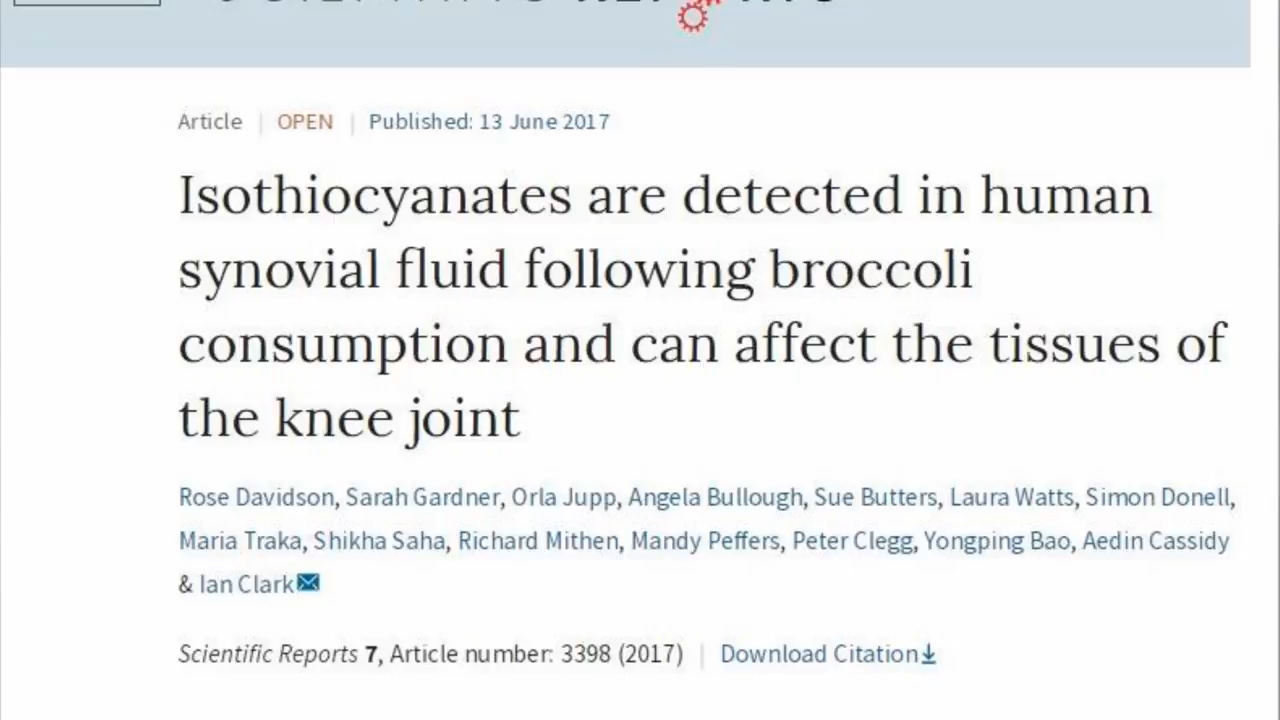 Article | OPEN | Published: 13 June 2017
Isothiocyanates are detected in human
synovial fluid following broccoli
consumption and can affect the tissues of
the knee joint
Rose Davidson, Sarah Gardner, Orla Jupp, Angela Bullough, Sue Butters, Laura Watts, Simon Donell,
Maria Traka, Shikha Saha, Richard Mithen, Mandy Peffers, Peter Clegg, Yongping Bao, Aedin Cassidy
& Ian Clark
Scientific Reports 7, Article number: 3398 (2017) | Download Citation